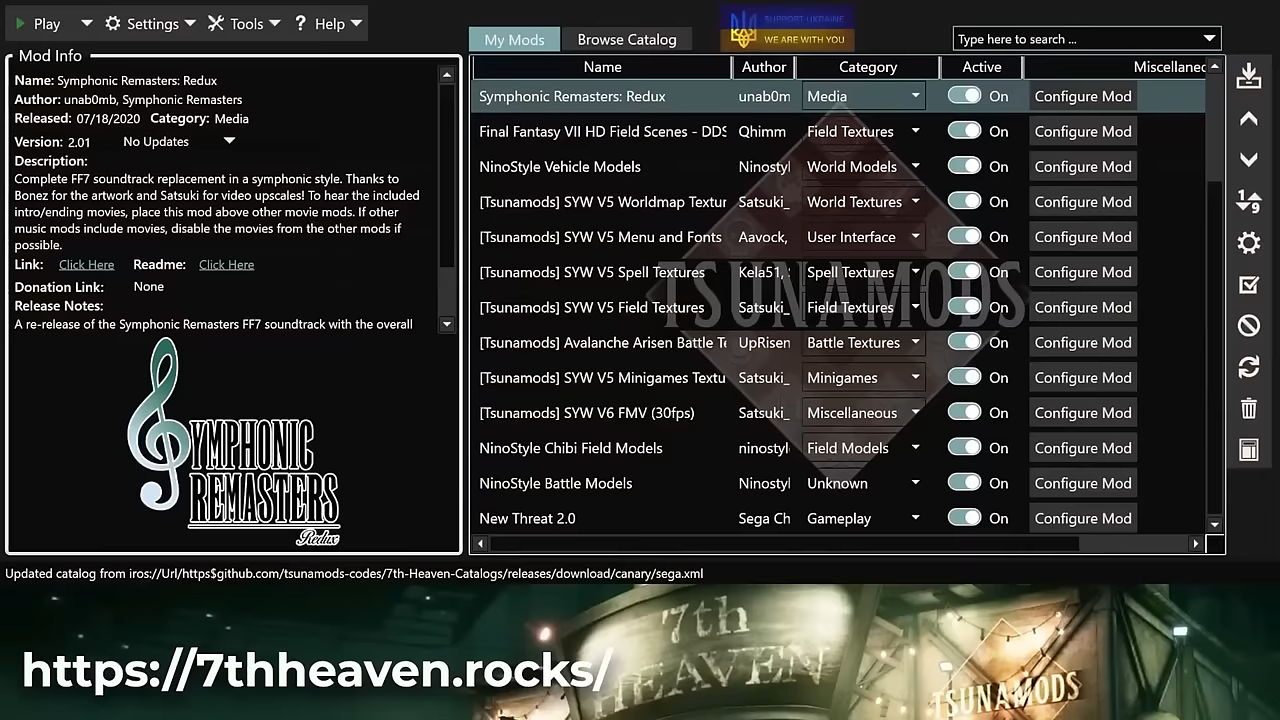 Play Settings Tools ? Help
My Mods Browse Catalog
SUPPORT UKRAINE
WE ARE WITH YOU
Type here to search ...
Mod Info
Name: Symphonic Remasters: Redux
Author: unab0mb, Symphonic Remasters
Released: 07/18/2020 Category: Media
Version: 2.01 No Updates
Description:
Complete FF7 soundtrack replacement in a symphonic style. Thanks to
Bonez for the artwork and Satsuki for video upscales! To hear the included
intro/ending movies, place this mod above other movie mods. If other
music mods include movies, disable the movies from the other mods if
possible.
Link: Click Here Readme: Click Here
Donation Link: None
Release Notes:
A re-release of the Symphonic Remasters FF7 soundtrack with the overall
SYMPHONIC
REMASTERS
Redux
Name Author Category Active Miscellanec
Symphonic Remasters: Redux unab0m Media On Configure Mod
Final Fantasy VII HD Field Scenes - DDS Qhimm Field Textures On Configure Mod
NinoStyle Vehicle Models Ninostyl World Models On Configure Mod
[Tsunamods] SYW V5 Worldmap Textur Satsuki_ World Textures On Configure Mod
[Tsunamods] SYW V5 Menu and Fonts Aavock, User Interface On Configure Mod
[Tsunamods] SYW V5 Spell Textures Kela51, Spell Textures On Configure Mod
[Tsunamods] SYW V5 Field Textures Satsuki_ Field Textures On Configure Mod
[Tsunamods] Avalanche Arisen Battle Te UpRisen Battle Textures On Configure Mod
[Tsunamods] SYW V5 Minigames Textu Satsuki_ Minigames On Configure Mod
[Tsunamods] SYW V6 FMV (30fps) Satsuki_ Miscellaneous On Configure Mod
NinoStyle Chibi Field Models ninostyl Field Models On Configure Mod
NinoStyle Battle Models Ninostyl Unknown On Configure Mod
New Threat 2.0 Sega Ch Gameplay On Configure Mod
TSUNAMODS
1 9
Updated catalog from iros://Url/https$github.com/tsunamods-codes/7th-Heaven-Catalogs/releases/download/canary/sega.xml
7th
HEAVEN
TSUNAMODS
https://7thheaven.rocks/